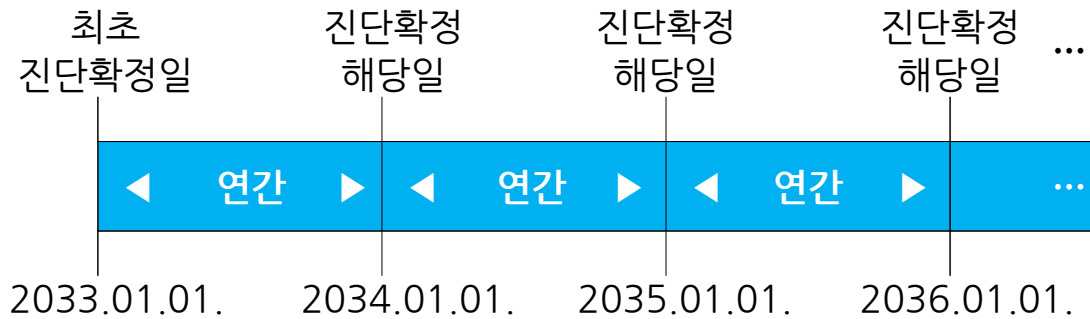 최초 진단확정 진단확정 진단확정 …
진단확정일 해당일 해당일 해당일
◀ 연간 ▶ ◀ 연간 ▶ ◀ 연간 ▶ …
2033.01.01. 2034.01.01. 2035.01.01. 2036.01.01.